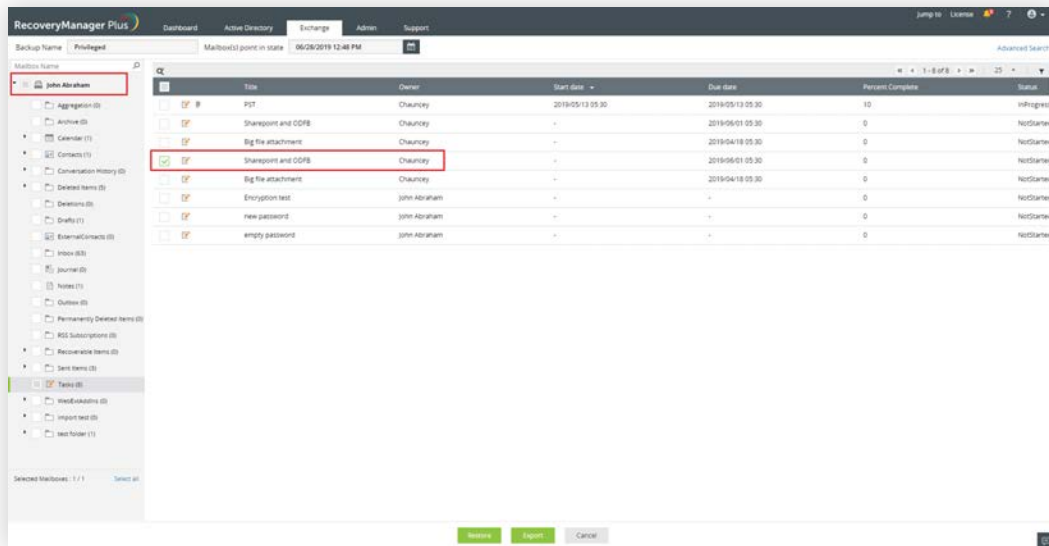 Jump to License ?
RecoveryManager Plus
Dashboard Active Directory Exchange Admin Support
Backup Name Privileged Mailbox(s) point in state 06/28/2019 12:48 PM Advanced Search
Mailbox Name
1 - 8 of 8 25
John Abraham
Title Owner Start date Due date Percent Complete Status
PST Chauncey 2019/05/13 05:30 2019/05/13 05:30 10 InProgress
Sharepoint and ODFB Chauncey - 2019/06/01 05:30 0 NotStarte
Big file attachment Chauncey - 2019/04/18 05:30 0 NotStarte
Sharepoint and ODFB Chauncey - 2019/06/01 05:30 0 NotStarte
Big file attachment Chauncey - 2019/04/18 05:30 0 NotStarte
Encryption test John Abraham - - 0 NotStarte
new password John Abraham - - 0 NotStarte
empty password John Abraham - - 0 NotStarte
Aggregation (0)
Archive (0)
Calendar (1)
Contacts (1)
Conversation History (0)
Deleted Items (5)
Deletions (0)
Drafts (1)
ExternalContacts (0)
Inbox (63)
Journal (0)
Notes (1)
Outbox (0)
Permanently Deleted Items (0)
RSS Subscriptions (0)
Recoverable Items (0)
Sent Items (3)
Tasks (8)
WebExtAddIns (0)
Import test (0)
test folder (1)
Selected Mailboxes : 1 / 1 Select all
Restore Export Cancel